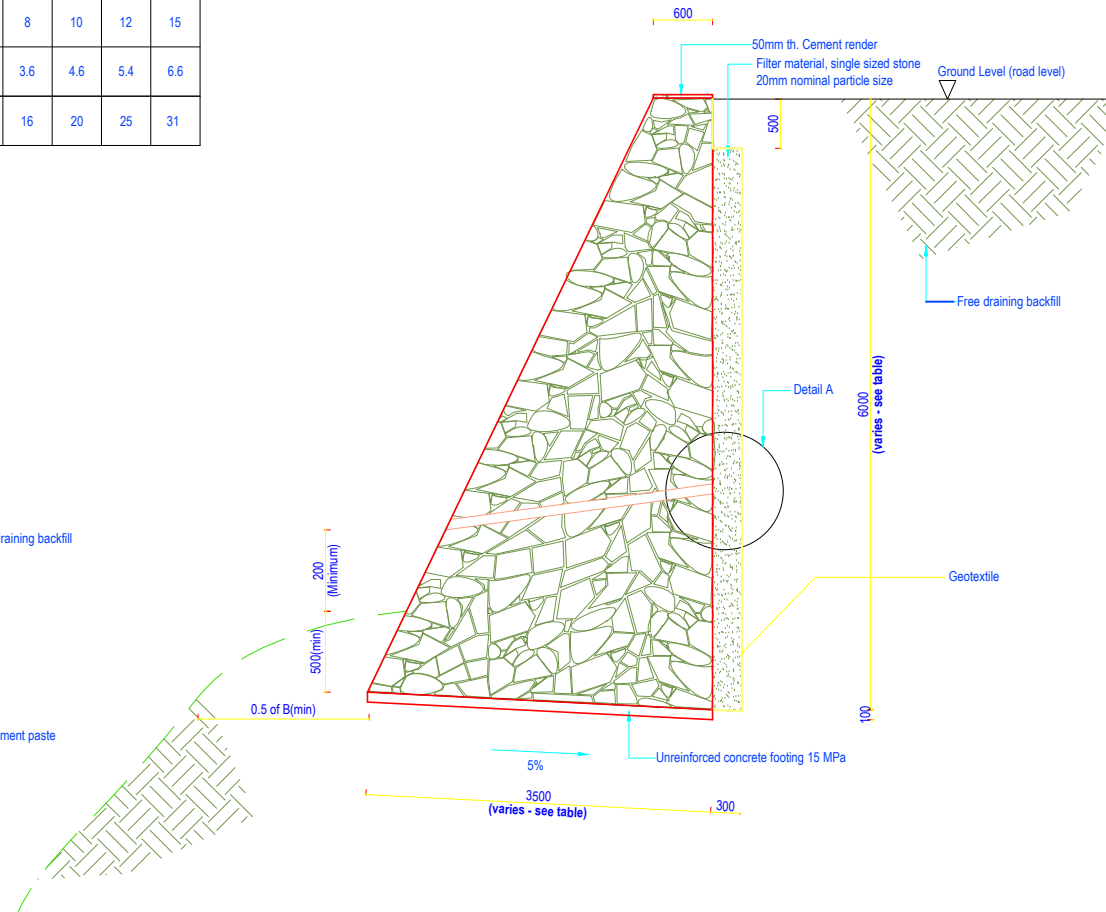 8 10 12 15
3.6 4.6 5.4 6.6
16 20 25 31
600
50mm th. Cement render
Filter material, single sized stone
20mm nominal particle size
Ground Level (road level)
500
Free draining backfill
6000
(varies - see table)
Detail A
raining backfill
200
(Minimum)
Geotextile
500(min)
0.5 of B(min)
100
ment paste
Unreinforced concrete footing 15 MPa
5%
3500
(varies - see table)
300